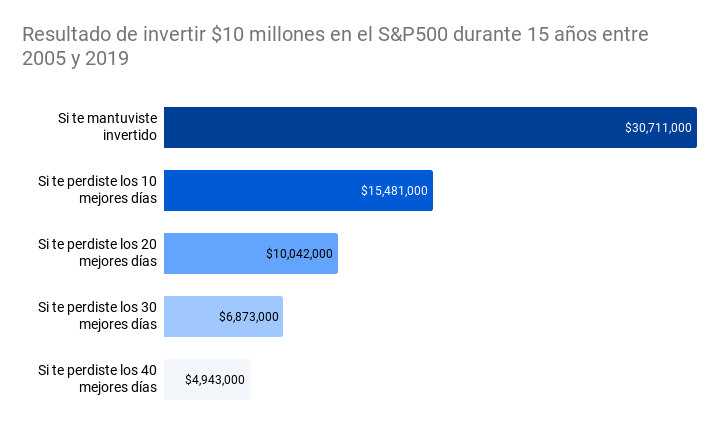 Resultado de invertir $10 millones en el S&P500 durante 15 años entre
2005 y 2019
Si te mantuviste
invertido
$30,711,000
Si te perdiste los 10
mejores días
$15,481,000
Si te perdiste los 20
mejores días
$10,042,000
Si te perdiste los 30
mejores días
$6,873,000
Si te perdiste los 40
mejores días
$4,943,000